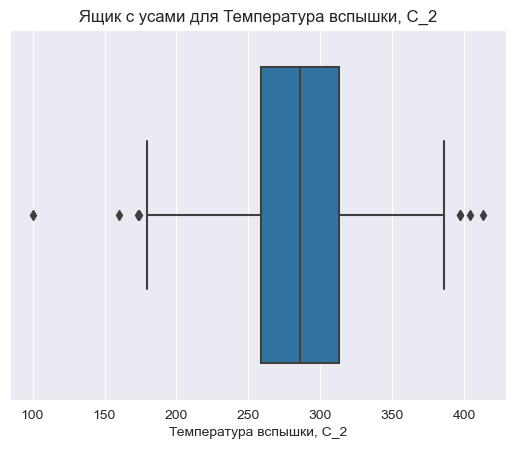 Ящик с усами для Температура вспышки, С_2
100 150 200 250 300 350 400
Температура вспышки, С_2